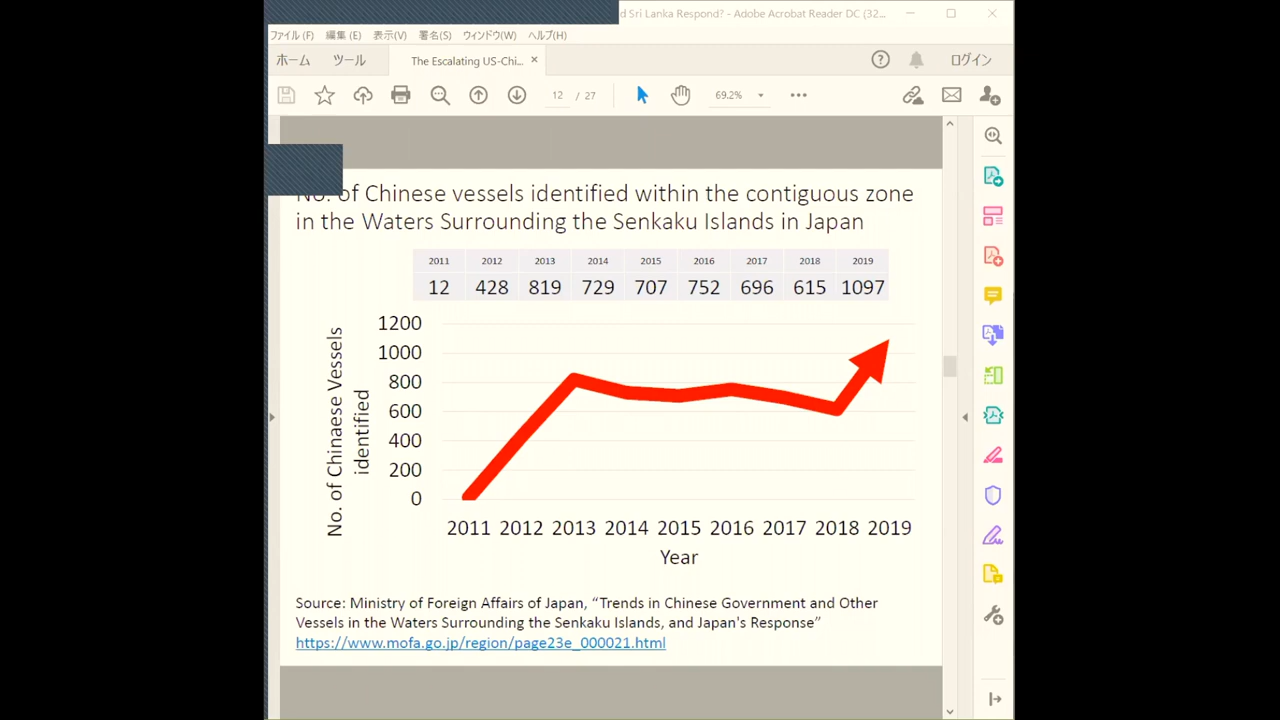 d Sri Lanka Respond? - Adobe Acrobat Reader DC (32...
ファイル(F) 編集(E) 表示(V) 署名(S) ウィンドウ(W) ヘルプ(H)
ホーム ツール The Escalating US-Chi... × ログイン
12 / 27 69.2%
No. of Chinese vessels identified within the contiguous zone
in the Waters Surrounding the Senkaku Islands in Japan
2011 2012 2013 2014 2015 2016 2017 2018 2019
12 428 819 729 707 752 696 615 1097
No. of Chinaese Vessels
identified
1200
1000
800
600
400
200
0
2011 2012 2013 2014 2015 2016 2017 2018 2019
Year
Source: Ministry of Foreign Affairs of Japan, “Trends in Chinese Government and Other
Vessels in the Waters Surrounding the Senkaku Islands, and Japan's Response”
https://www.mofa.go.jp/region/page23e_000021.html